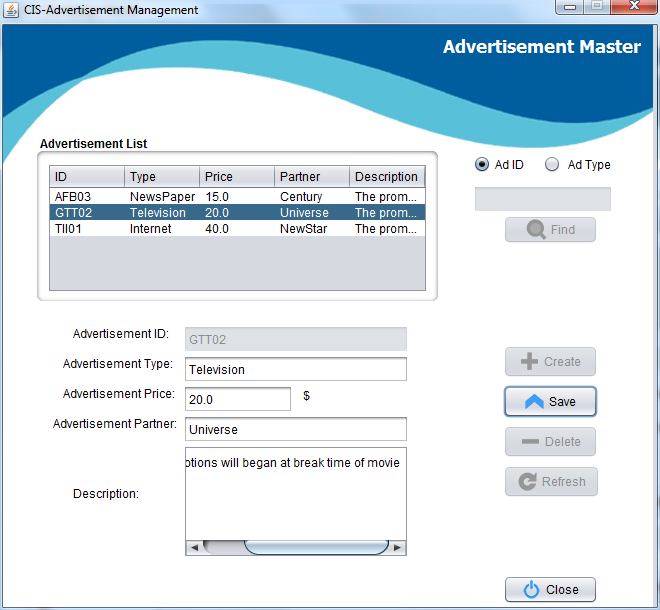 CIS-Advertisement Management
Advertisement Master
Advertisement List
ID Type Price Partner Description
AFB03 NewsPaper 15.0 Century The prom...
GTT02 Television 20.0 Universe The prom...
TII01 Internet 40.0 NewStar The prom...
Ad ID Ad Type
Find
Advertisement ID: GTT02
Advertisement Type: Television
Advertisement Price: 20.0 $
Advertisement Partner: Universe
Description: otions will began at break time of movie
Create
Save
Delete
Refresh
Close